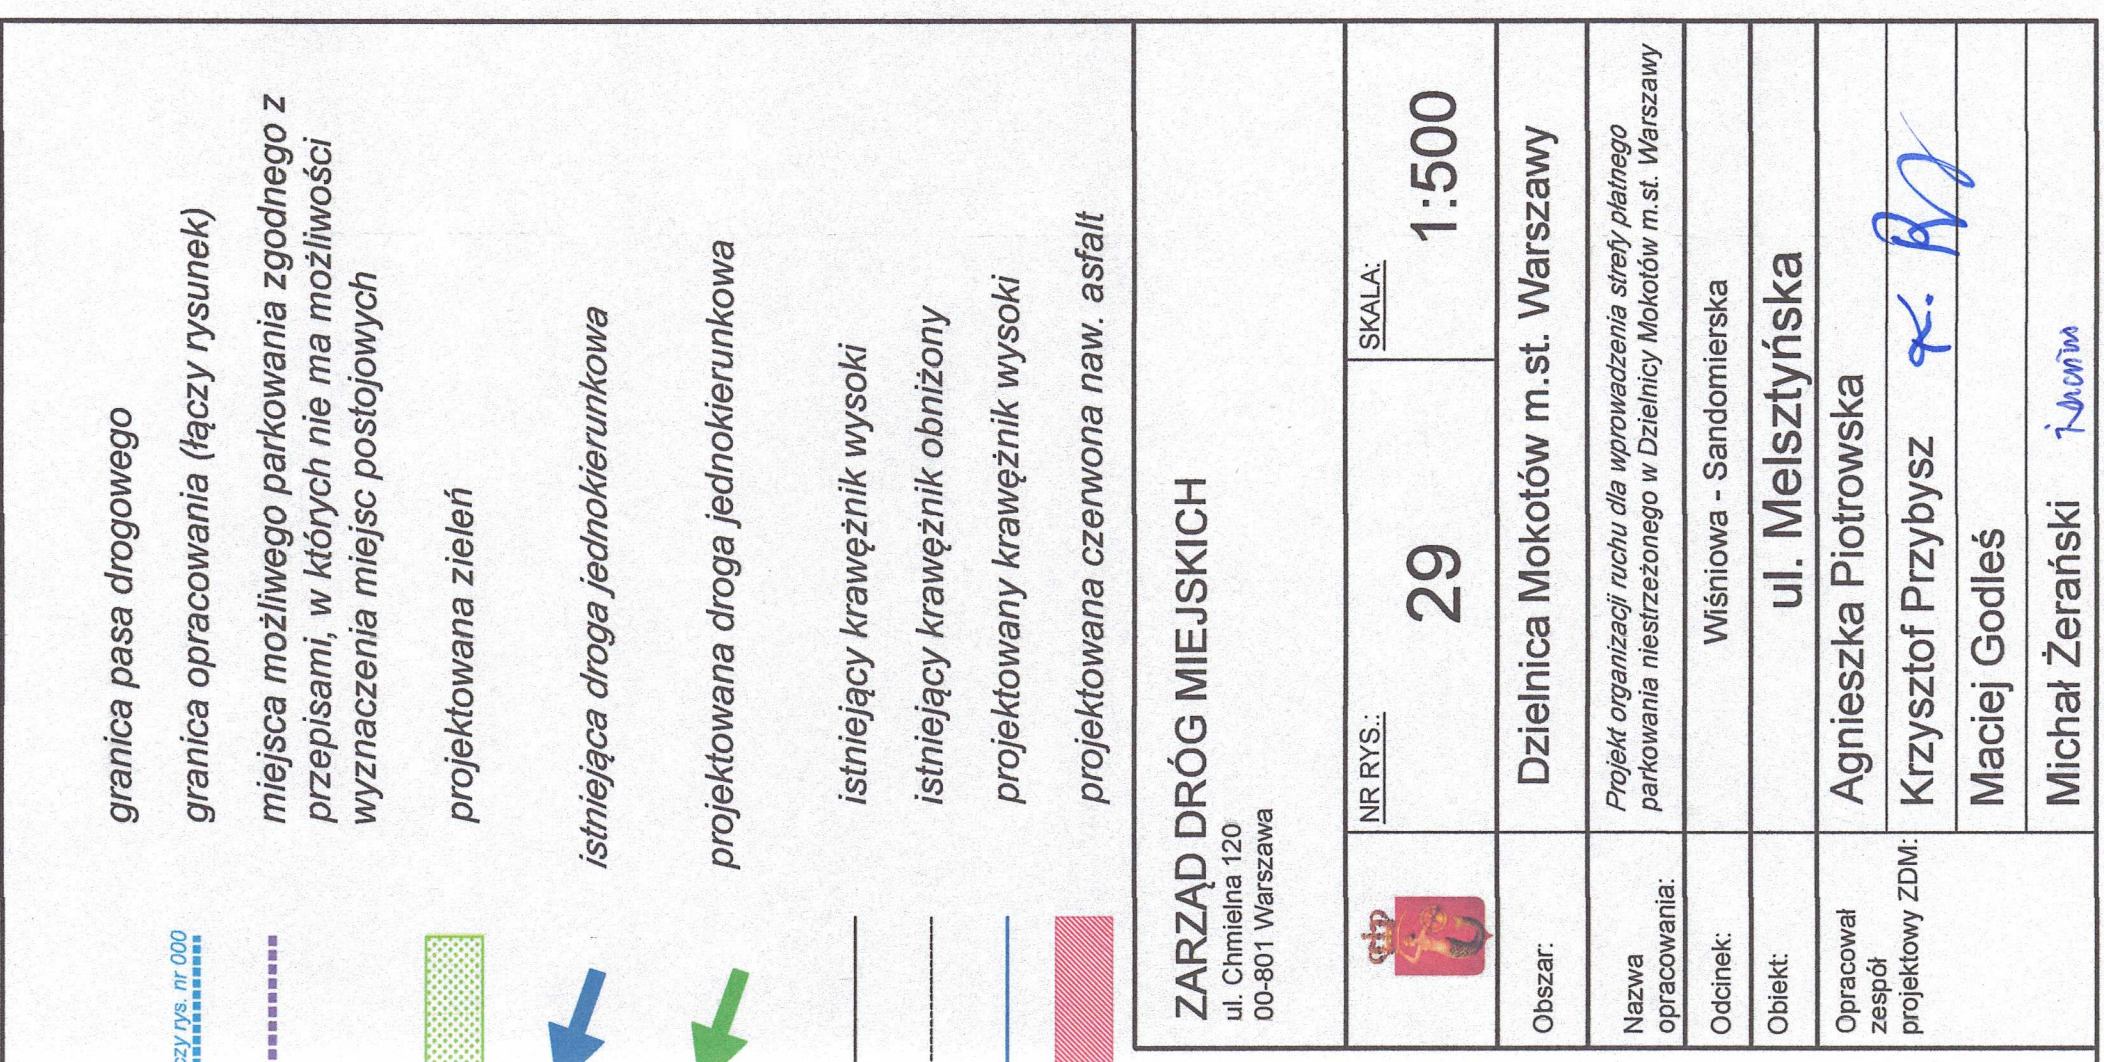 granica pasa drogowego
czy rys. nr 000
granica opracowania (łączy rysunek)
miejsca możliwego parkowania zgodnego z
przepisami, w których nie ma możliwości
wyznaczenia miejsc postojowych
projektowana zieleń
istniejąca droga jednokierunkowa
projektowana droga jednokierunkowa
istniejący krawężnik wysoki
istniejący krawężnik obniżony
projektowany krawężnik wysoki
projektowana czerwona naw. asfalt
ZARZĄD DRÓG MIEJSKICH
ul. Chmielna 120
00-801 Warszawa
NR RYS.:
29
SKALA:
1:500
Obszar:
Dzielnica Mokotów m.st. Warszawy
Nazwa
opracowania:
Projekt organizacji ruchu dla wprowadzenia strefy płatnego
parkowania niestrzeżonego w Dzielnicy Mokotów m.st. Warszawy
Odcinek:
Wiśniowa - Sandomierska
Obiekt:
ul. Melsztyńska
Opracował
zespół
projektowy ZDM:
Agnieszka Piotrowska
Krzysztof Przybysz
Maciej Godleś
Michał Żerański